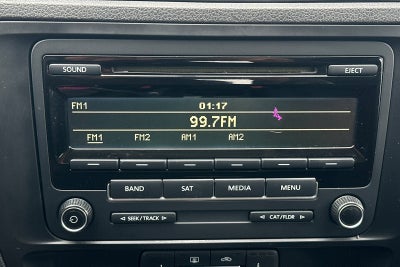 SOUND EJECT
FM1 01:17
99.7FM
FM1 FM2 AM1 AM2
BAND SAT MEDIA MENU
SEEK/TRACK CAT/FLDR